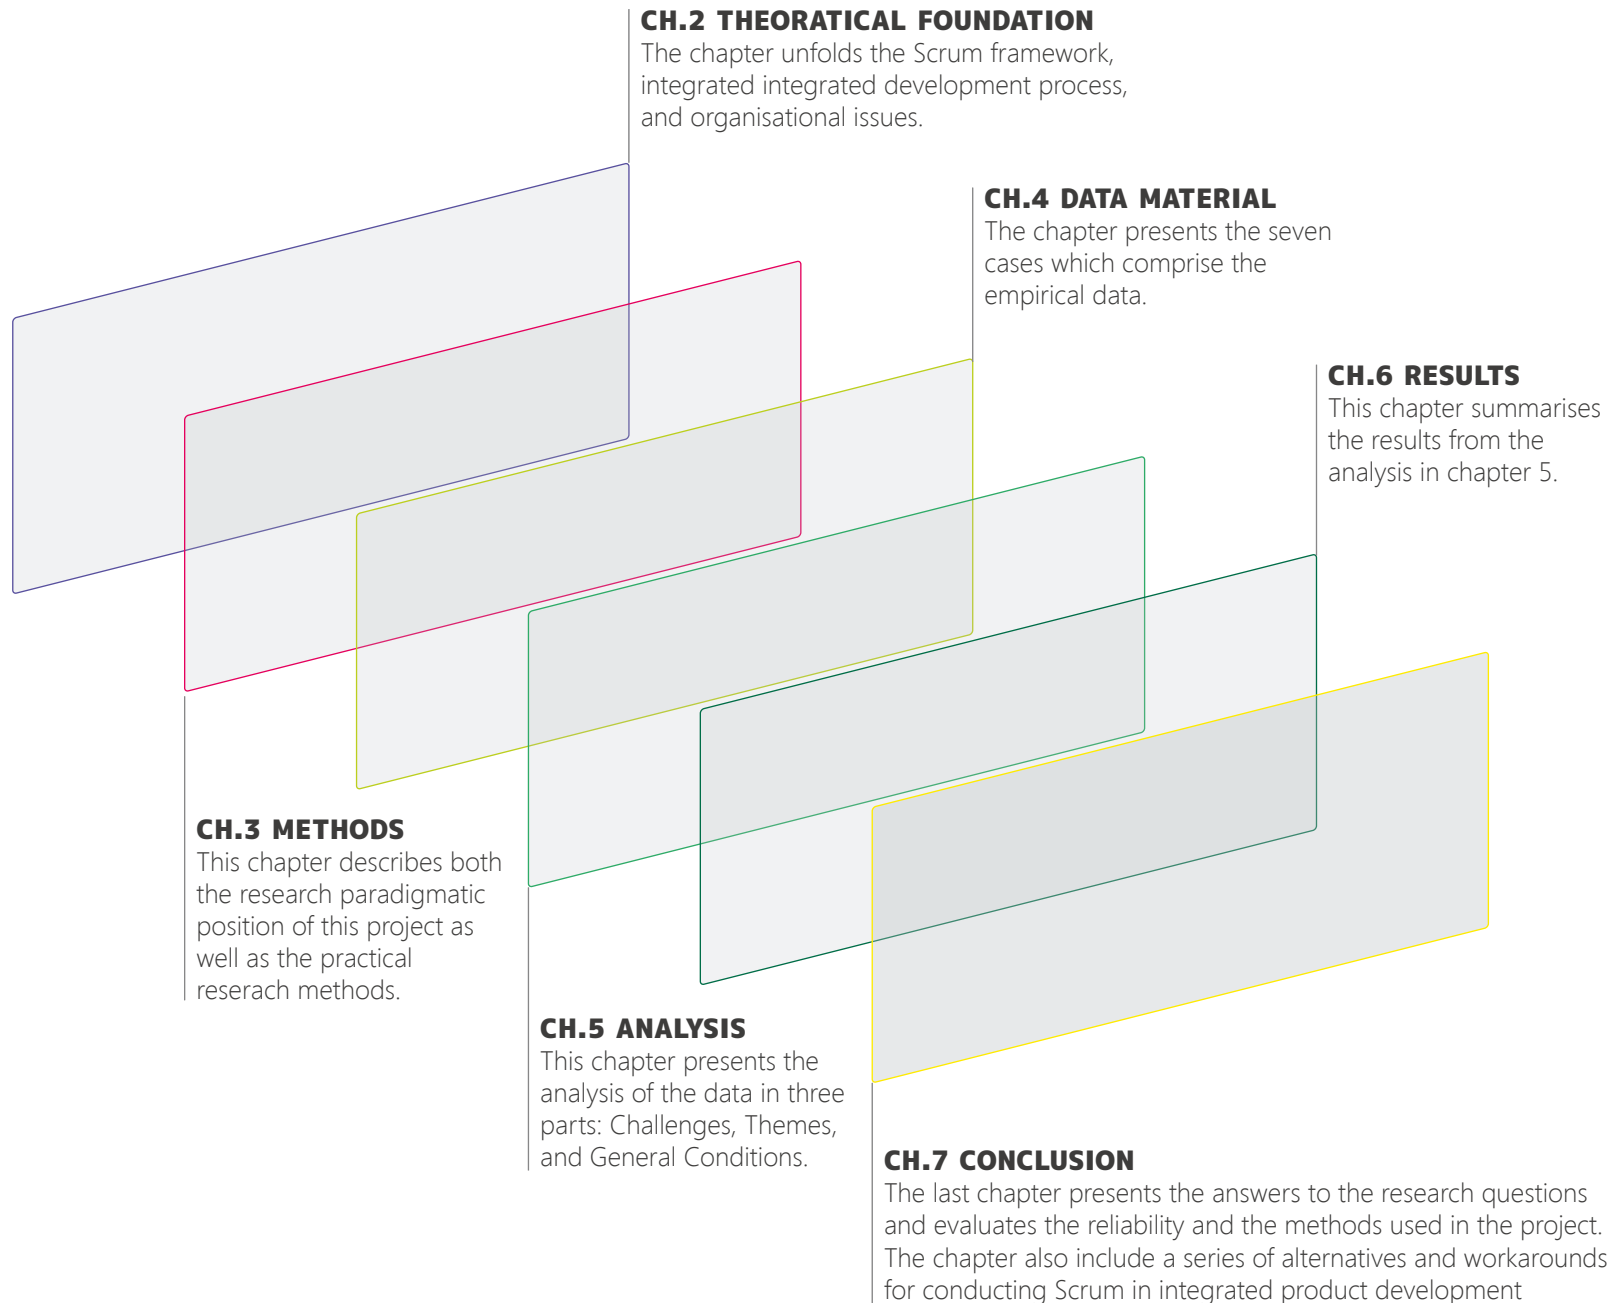 CH.2 THEORATICAL FOUNDATION
The chapter unfolds the Scrum framework,
integrated integrated development process,
and organisational issues.
CH.4 DATA MATERIAL
The chapter presents the seven
cases which comprise the
empirical data.
CH.6 RESULTS
This chapter summarises
the results from the
analysis in chapter 5.
CH.3 METHODS
This chapter describes both
the research paradigmatic
position of this project as
well as the practical
reserach methods.
CH.5 ANALYSIS
This chapter presents the
analysis of the data in three
parts: Challenges, Themes,
and General Conditions.
CH.7 CONCLUSION
The last chapter presents the answers to the research questions
and evaluates the reliability and the methods used in the project.
The chapter also include a series of alternatives and workarounds
for conducting Scrum in integrated product development